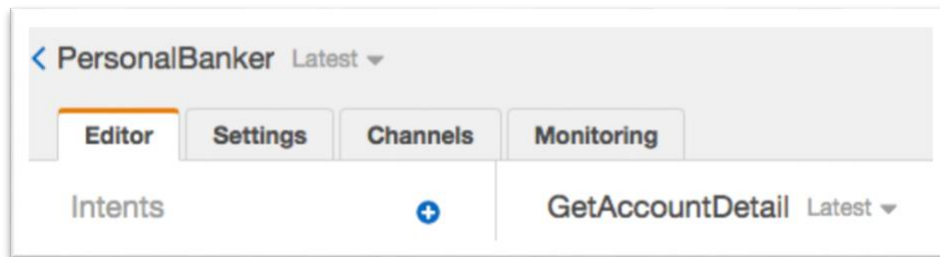 PersonalBanker Latest
Editor Settings Channels Monitoring
Intents GetAccountDetail Latest